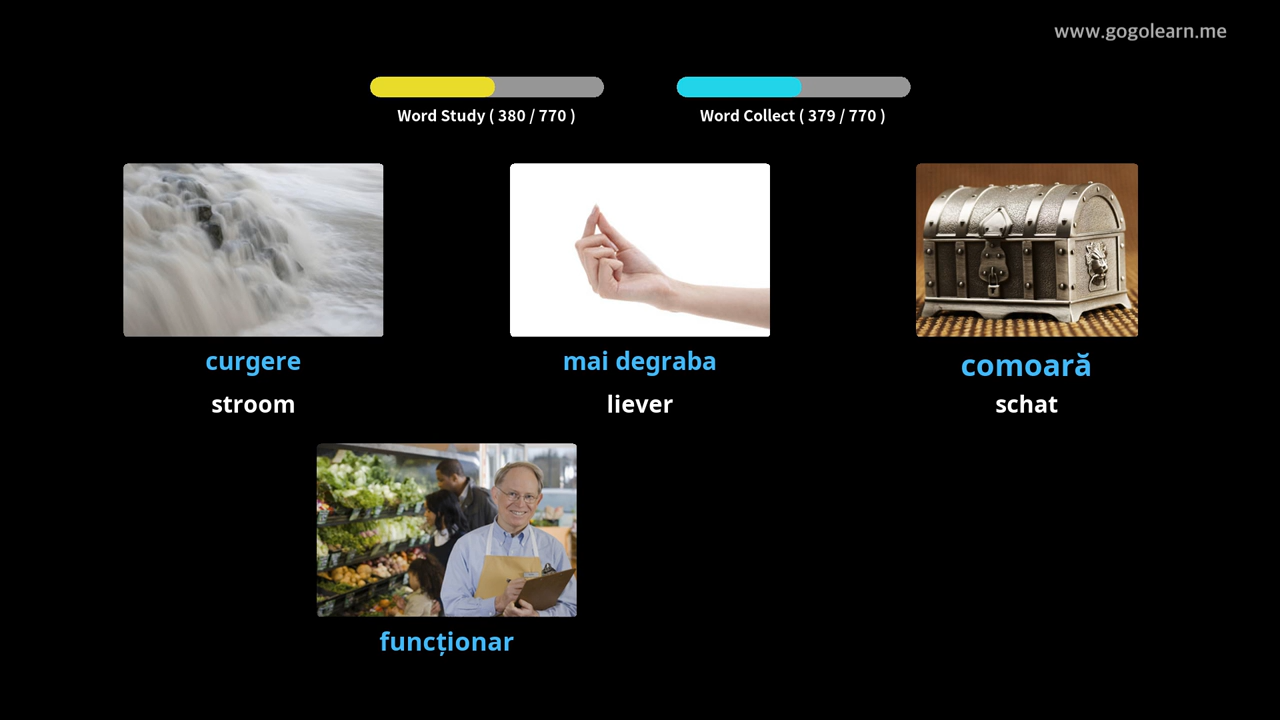 www.gogolearn.me
Word Study ( 380 / 770 )
Word Collect ( 379 / 770 )
curgere
mai degraba
comoară
stroom
liever
schat
funcționar